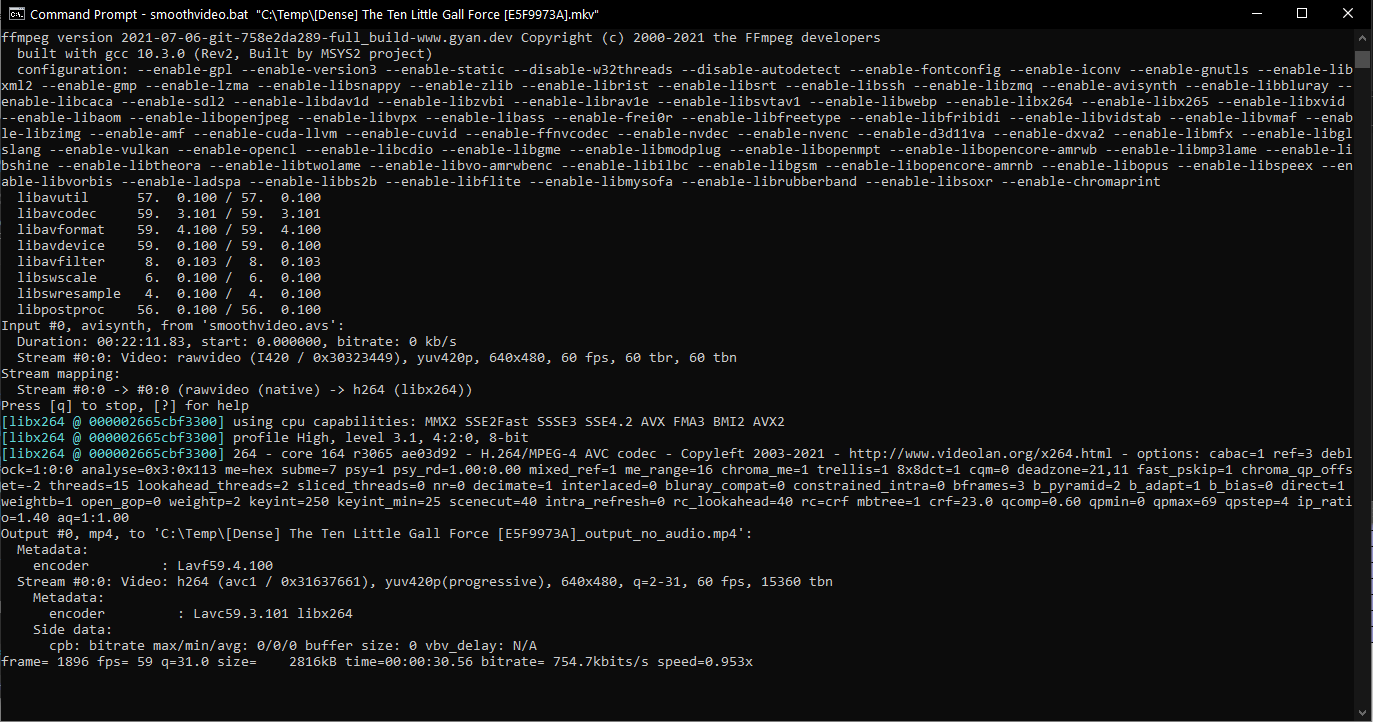 Command Prompt - smoothvideo.bat  "C:\Temp\[Dense] The Ten Little Gall Force [E5F9973A].mkv"
ffmpeg version 2021-07-06-git-758e2da289-full_build-www.gyan.dev Copyright (c) 2000-2021 the FFmpeg developers
  built with gcc 10.3.0 (Rev2, Built by MSYS2 project)
  configuration: --enable-gpl --enable-version3 --enable-static --disable-w32threads --disable-autodetect --enable-fontconfig --enable-iconv --enable-gnutls --enable-lib
xml2 --enable-gmp --enable-lzma --enable-libsnappy --enable-zlib --enable-librist --enable-libsrt --enable-libssh --enable-libzmq --enable-avisynth --enable-libbluray --
enable-libcaca --enable-sdl2 --enable-libdav1d --enable-libzvbi --enable-librav1e --enable-libsvtav1 --enable-libwebp --enable-libx264 --enable-libx265 --enable-libxvid
--enable-libaom --enable-libopenjpeg --enable-libvpx --enable-libass --enable-frei0r --enable-libfreetype --enable-libfribidi --enable-libvidstab --enable-libvmaf --enab
le-libzimg --enable-amf --enable-cuda-llvm --enable-cuvid --enable-ffnvcodec --enable-nvdec --enable-nvenc --enable-d3d11va --enable-dxva2 --enable-libmfx --enable-libgl
slang --enable-vulkan --enable-opencl --enable-libcdio --enable-libgme --enable-libmodplug --enable-libopenmpt --enable-libopencore-amrwb --enable-libmp3lame --enable-li
bshine --enable-libtheora --enable-libtwolame --enable-libvo-amrwbenc --enable-libilbc --enable-libgsm --enable-libopencore-amrnb --enable-libopus --enable-libspeex --en
able-libvorbis --enable-ladspa --enable-libbs2b --enable-libflite --enable-libmysofa --enable-librubberband --enable-libsoxr --enable-chromaprint
  libavutil      57.  0.100 / 57.  0.100
  libavcodec     59.  3.101 / 59.  3.101
  libavformat    59.  4.100 / 59.  4.100
  libavdevice    59.  0.100 / 59.  0.100
  libavfilter     8.  0.103 /  8.  0.103
  libswscale      6.  0.100 /  6.  0.100
  libswresample   4.  0.100 /  4.  0.100
  libpostproc    56.  0.100 / 56.  0.100
Input #0, avisynth, from 'smoothvideo.avs':
  Duration: 00:22:11.83, start: 0.000000, bitrate: 0 kb/s
  Stream #0:0: Video: rawvideo (I420 / 0x30323449), yuv420p, 640x480, 60 fps, 60 tbr, 60 tbn
Stream mapping:
  Stream #0:0 -> #0:0 (rawvideo (native) -> h264 (libx264))
Press [q] to stop, [?] for help
[libx264 @ 000002665cbf3300] using cpu capabilities: MMX2 SSE2Fast SSSE3 SSE4.2 AVX FMA3 BMI2 AVX2
[libx264 @ 000002665cbf3300] profile High, level 3.1, 4:2:0, 8-bit
[libx264 @ 000002665cbf3300] 264 - core 164 r3065 ae03d92 - H.264/MPEG-4 AVC codec - Copyleft 2003-2021 - http://www.videolan.org/x264.html - options: cabac=1 ref=3 debl
ock=1:0:0 analyse=0x3:0x113 me=hex subme=7 psy=1 psy_rd=1.00:0.00 mixed_ref=1 me_range=16 chroma_me=1 trellis=1 8x8dct=1 cqm=0 deadzone=21,11 fast_pskip=1 chroma_qp_offs
et=-2 threads=15 lookahead_threads=2 sliced_threads=0 nr=0 decimate=1 interlaced=0 bluray_compat=0 constrained_intra=0 bframes=3 b_pyramid=2 b_adapt=1 b_bias=0 direct=1
weightb=1 open_gop=0 weightp=2 keyint=250 keyint_min=25 scenecut=40 intra_refresh=0 rc_lookahead=40 rc=crf mbtree=1 crf=23.0 qcomp=0.60 qpmin=0 qpmax=69 qpstep=4 ip_rati
o=1.40 aq=1:1.00
Output #0, mp4, to 'C:\Temp\[Dense] The Ten Little Gall Force [E5F9973A]_output_no_audio.mp4':
  Metadata:
    encoder         : Lavf59.4.100
  Stream #0:0: Video: h264 (avc1 / 0x31637661), yuv420p(progressive), 640x480, q=2-31, 60 fps, 15360 tbn
    Metadata:
      encoder         : Lavc59.3.101 libx264
    Side data:
      cpb: bitrate max/min/avg: 0/0/0 buffer size: 0 vbv_delay: N/A
frame= 1896 fps= 59 q=31.0 size=    2816kB time=00:00:30.56 bitrate= 754.7kbits/s speed=0.953x